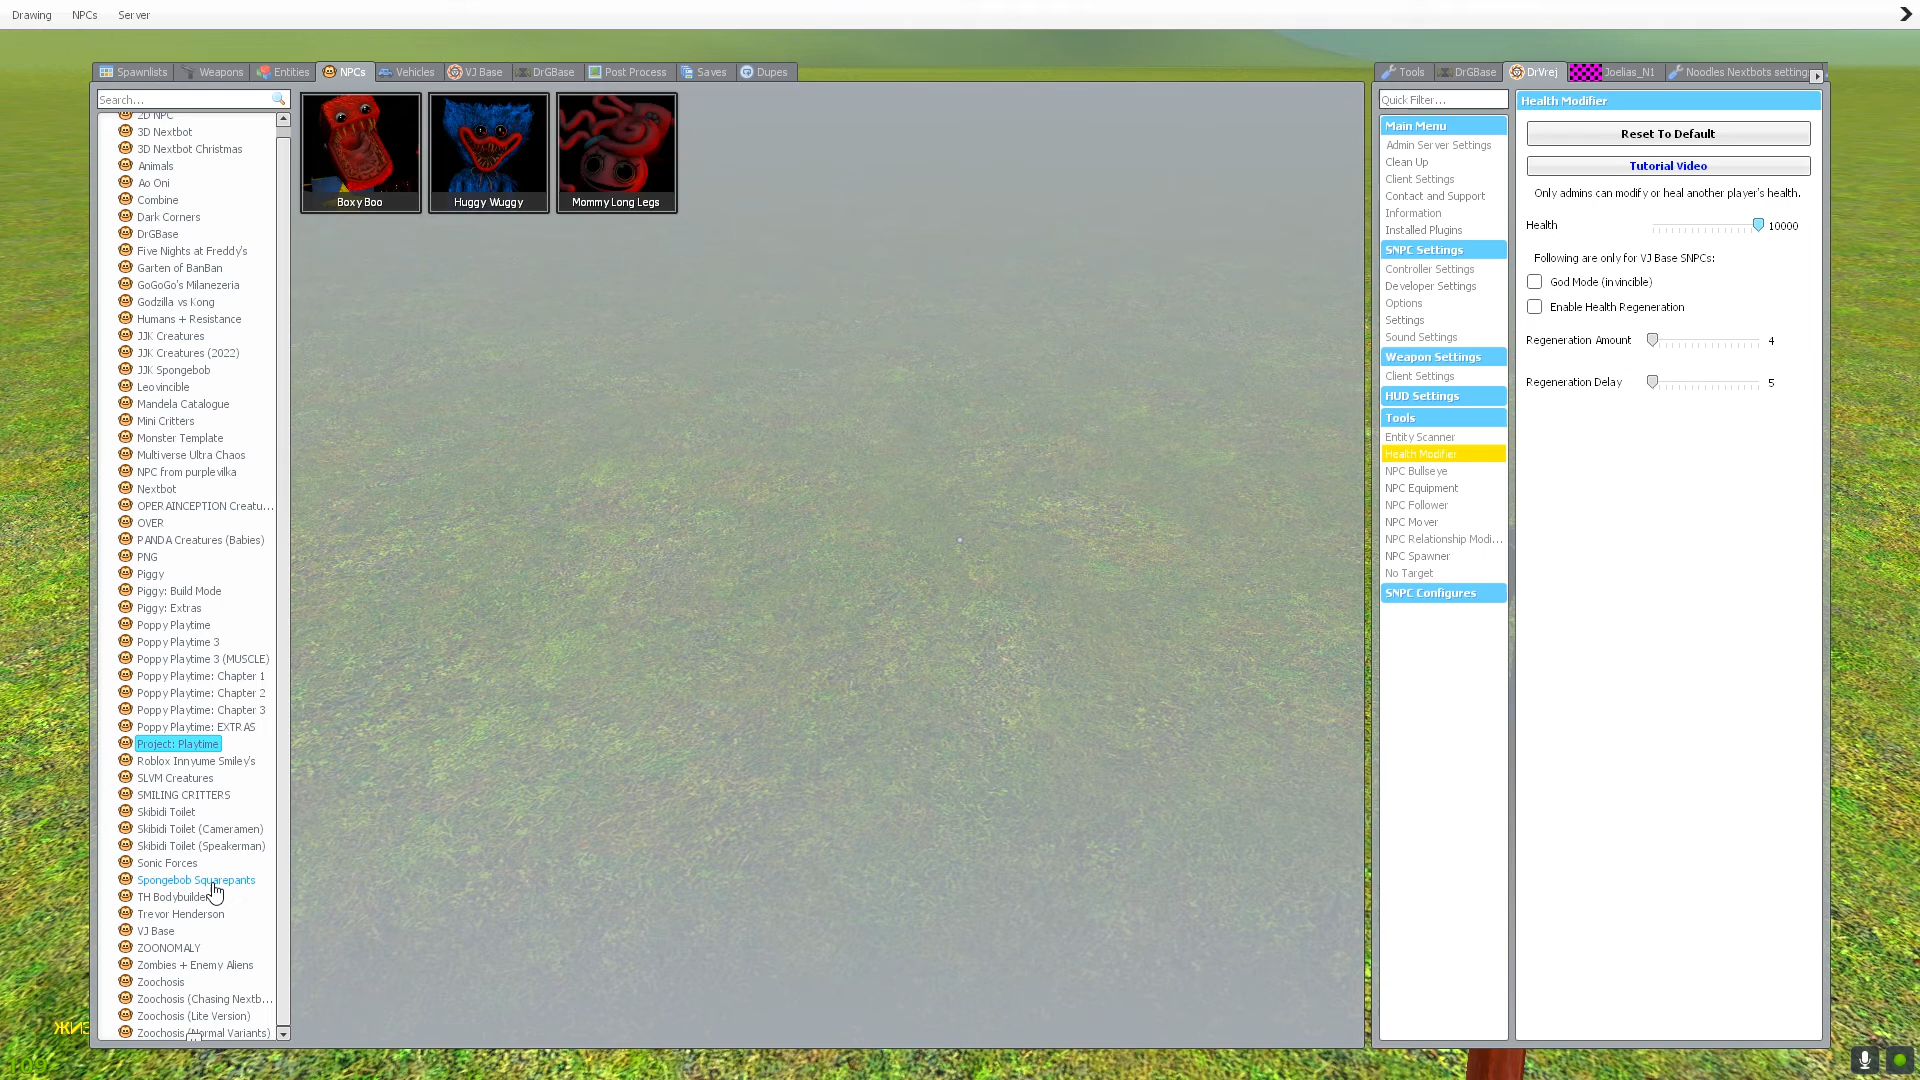 Drawing NPCs Server
Spawnlists Weapons Entities NPCs Vehicles VJ Base DrGBase Post Process Saves Dupes
Tools DrGBase DrVrej Joelias_N1 Noodles Nextbots setting
Search...
2D NPC
3D Nextbot
3D Nextbot Christmas
Animals
Ao Oni
Combine
Dark Corners
DrGBase
Five Nights at Freddy's
Garten of BanBan
GoGoGo's Milanezeria
Godzilla vs Kong
Humans + Resistance
JJK Creatures
JJK Creatures (2022)
JJK Spongebob
Leovincible
Mandela Catalogue
Mini Critters
Monster Template
Multiverse Ultra Chaos
NPC from purplevilka
Nextbot
OPERAINCEPTION Creatu...
OVER
PANDA Creatures (Babies)
PNG
Piggy
Piggy: Build Mode
Piggy: Extras
Poppy Playtime
Poppy Playtime 3
Poppy Playtime 3 (MUSCLE)
Poppy Playtime: Chapter 1
Poppy Playtime: Chapter 2
Poppy Playtime: Chapter 3
Poppy Playtime: EXTRAS
Project: Playtime
Roblox Innyume Smiley's
SLVM Creatures
SMILING CRITTERS
Skibidi Toilet
Skibidi Toilet (Cameramen)
Skibidi Toilet (Speakerman)
Sonic Forces
Spongebob Squarepants
TH Bodybuilder
Trevor Henderson
VJ Base
ZOONOMALY
Zombies + Enemy Aliens
Zoochosis
Zoochosis (Chasing Nextb...
Zoochosis (Lite Version)
Zoochosis (Normal Variants)
Boxy Boo
Huggy Wuggy
Mommy Long Legs
Quick Filter...
Main Menu
Admin Server Settings
Clean Up
Client Settings
Contact and Support
Information
Installed Plugins
SNPC Settings
Controller Settings
Developer Settings
Options
Settings
Sound Settings
Weapon Settings
Client Settings
HUD Settings
Tools
Entity Scanner
Health Modifier
NPC Bullseye
NPC Equipment
NPC Follower
NPC Mover
NPC Relationship Modi...
NPC Spawner
No Target
SNPC Configures
Health Modifier
Reset To Default
Tutorial Video
Only admins can modify or heal another player's health.
Health 10000
Following are only for VJ Base SNPCs:
God Mode (invincible)
Enable Health Regeneration
Regeneration Amount 4
Regeneration Delay 5
ЖИЗ
109